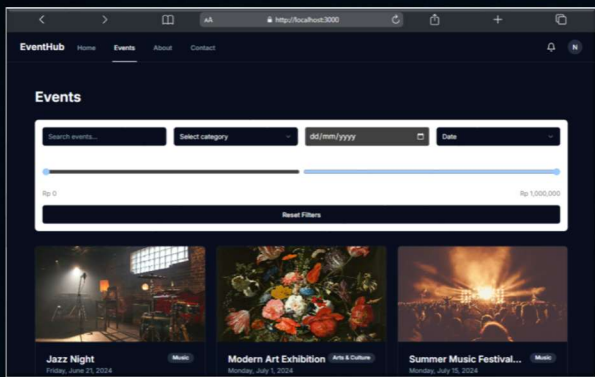 AA http://localhost:3000
EventHub Home Events About Contact N
Events
Search events... Select category dd/mm/yyyy Date
Rp 0 Rp 1,000,000
Reset Filters
Jazz Night Music Modern Art Exhibition Arts & Culture Summer Music Festival... Music
Friday, June 21, 2024 Monday, July 1, 2024 Monday, July 15, 2024